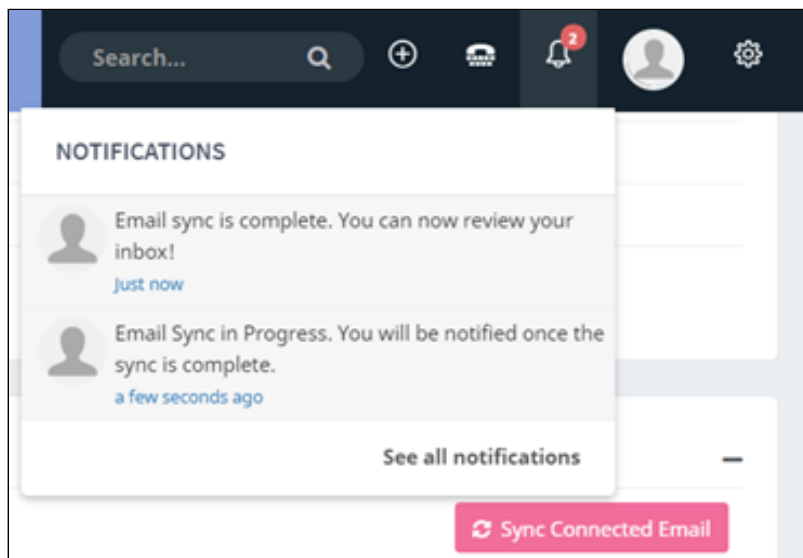 Search...
2
NOTIFICATIONS
Email sync is complete. You can now review your
inbox!
Just now
Email Sync in Progress. You will be notified once the
sync is complete.
a few seconds ago
See all notifications
Sync Connected Email